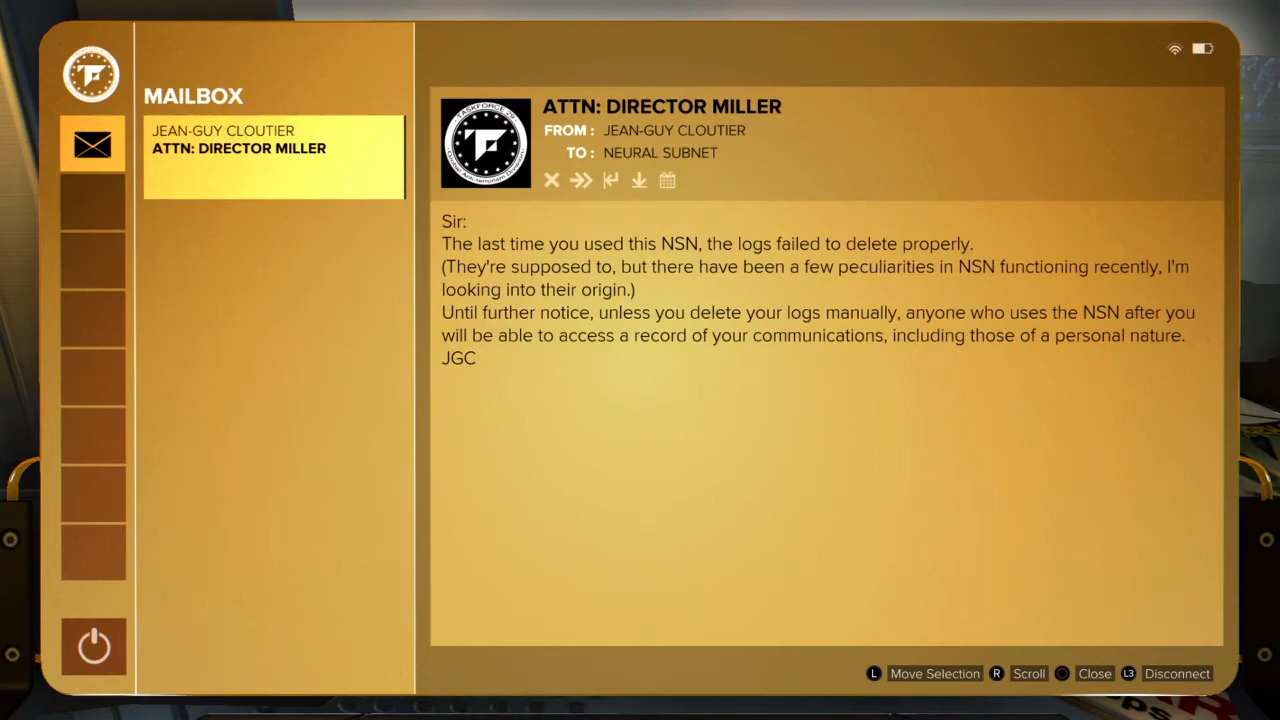 MAILBOX
JEAN-GUY CLOUTIER
ATTN: DIRECTOR MILLER
TASKFORCE 29
ATTN: DIRECTOR MILLER
FROM : JEAN-GUY CLOUTIER
TO : NEURAL SUBNET
Sir:
The last time you used this NSN, the logs failed to delete properly.
(They're supposed to, but there have been a few peculiarities in NSN functioning recently, I'm
looking into their origin.)
Until further notice, unless you delete your logs manually, anyone who uses the NSN after you
will be able to access a record of your communications, including those of a personal nature.
JGC
L Move Selection R Scroll Close L3 Disconnect